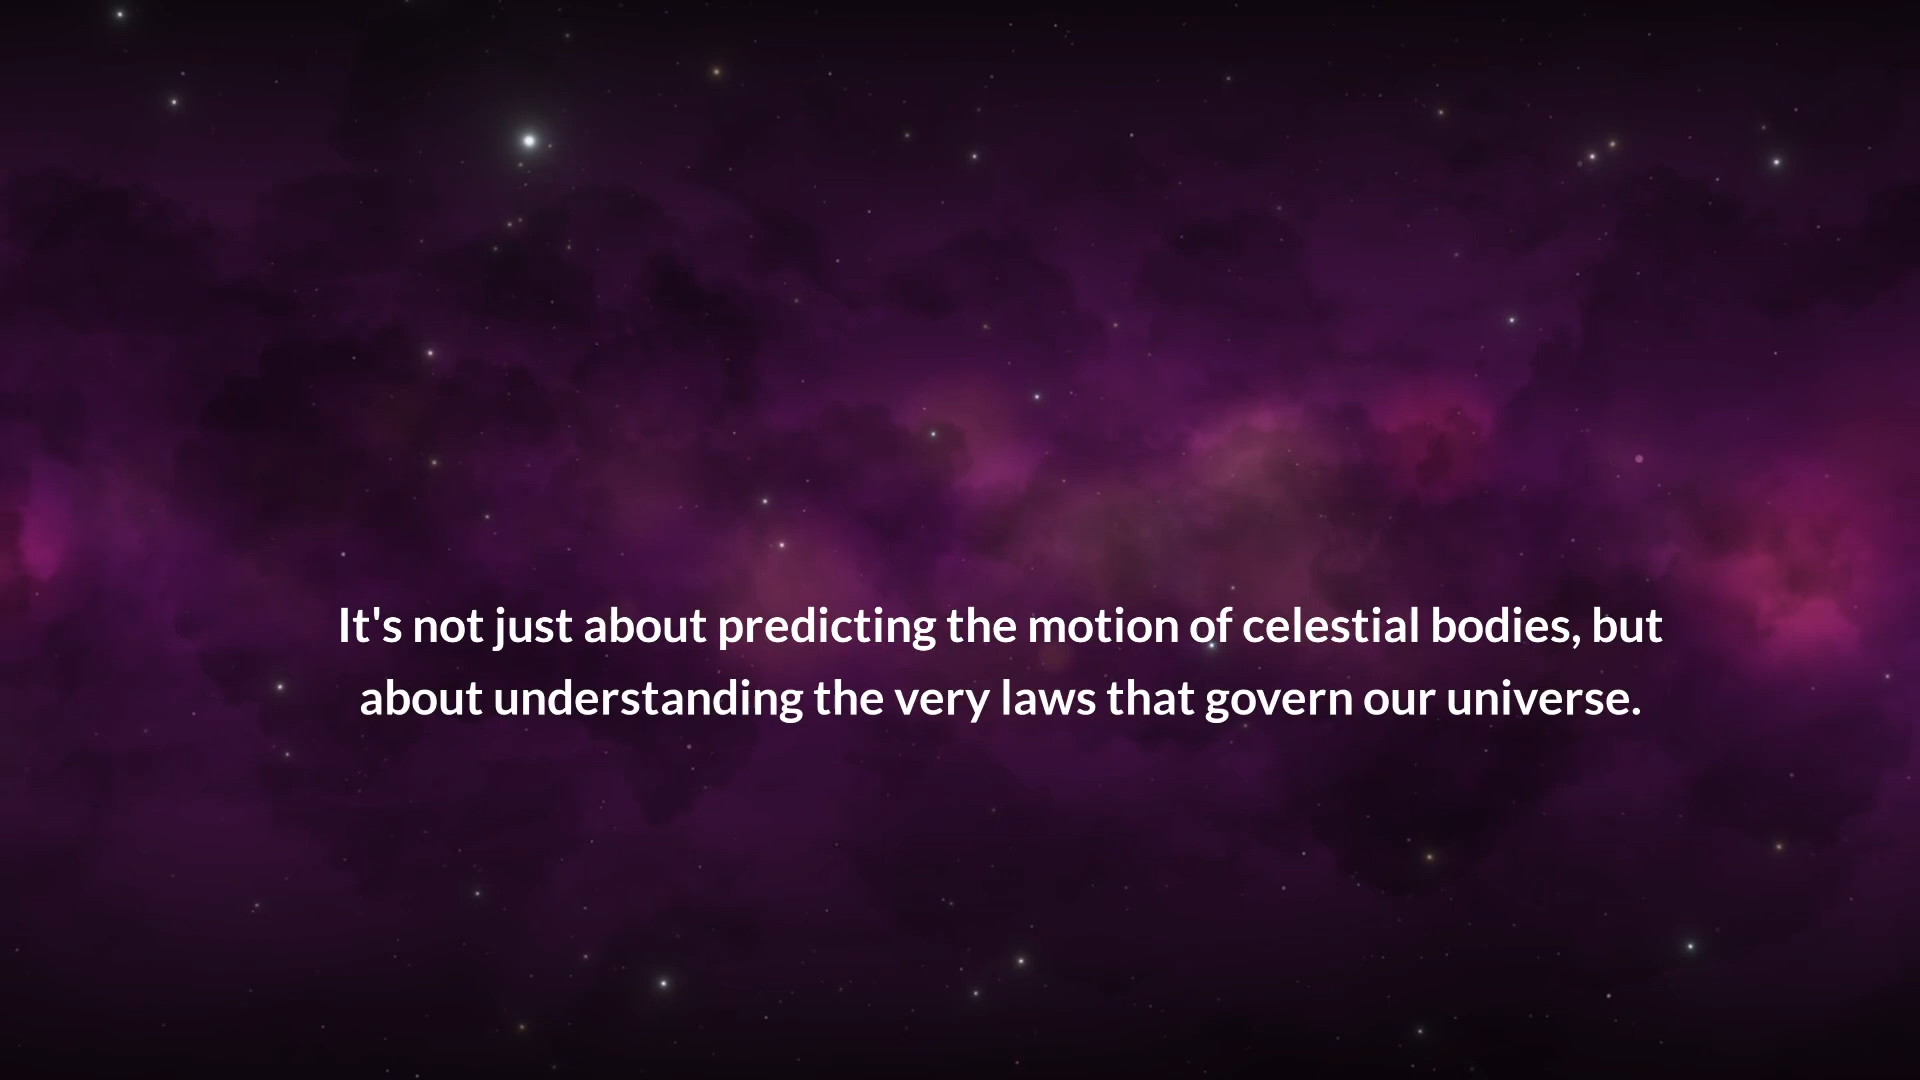 It's not just about predicting the motion of celestial bodies, but
about understanding the very laws that govern our universe.